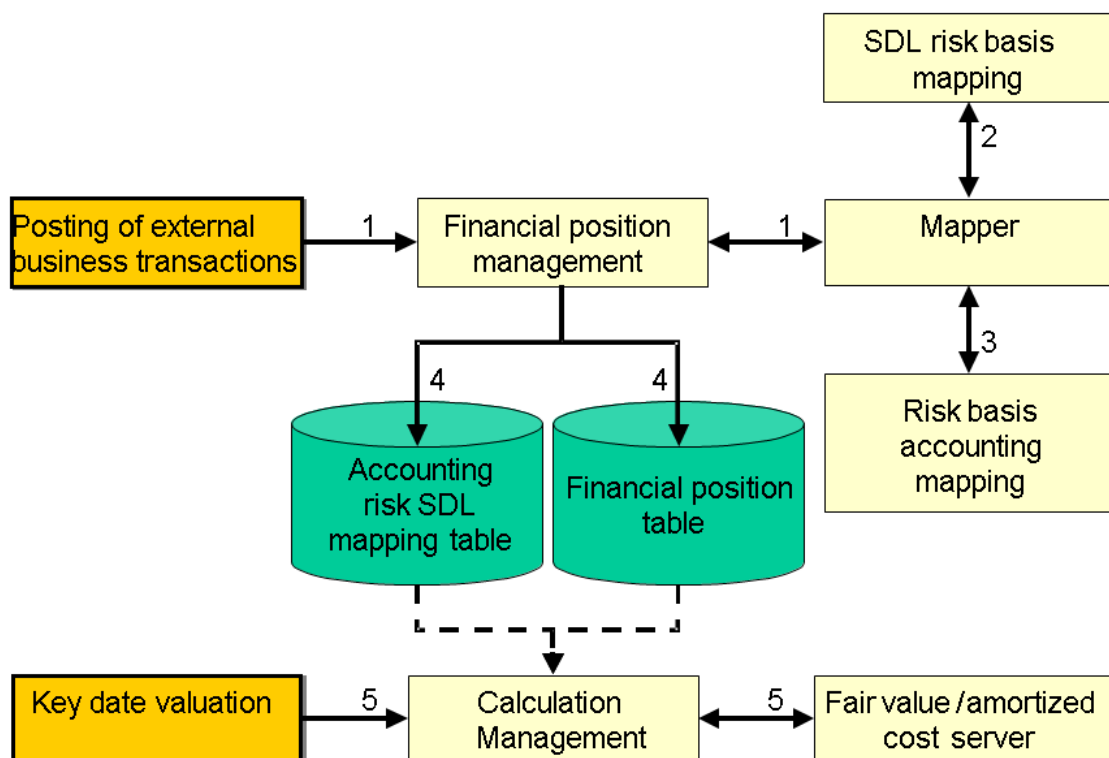 SDL risk basis
mapping
2
Posting of external
business transactions
1
Financial position
management
1
Mapper
3
4
4
Risk basis
accounting
mapping
Accounting
risk SDL
mapping table
Financial position
table
Key date valuation
5
Calculation
Management
5
Fair value /amortized
cost server